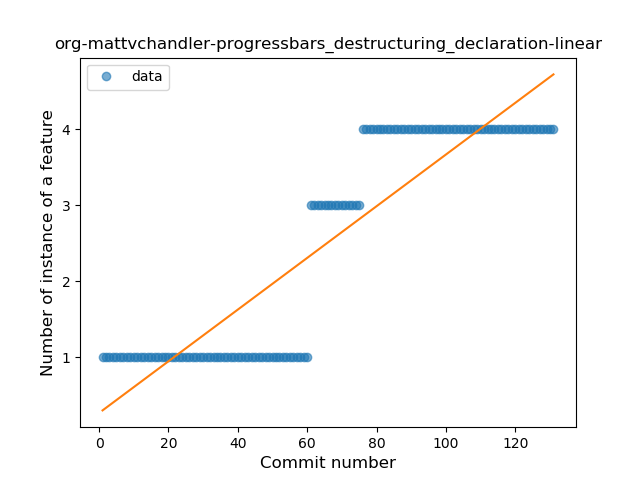 org-mattvchandler-progressbars_destructuring_declaration-linear
data
Number of instance of a feature
4
3
2
1
0
20
40
60
80
100
120
Commit number